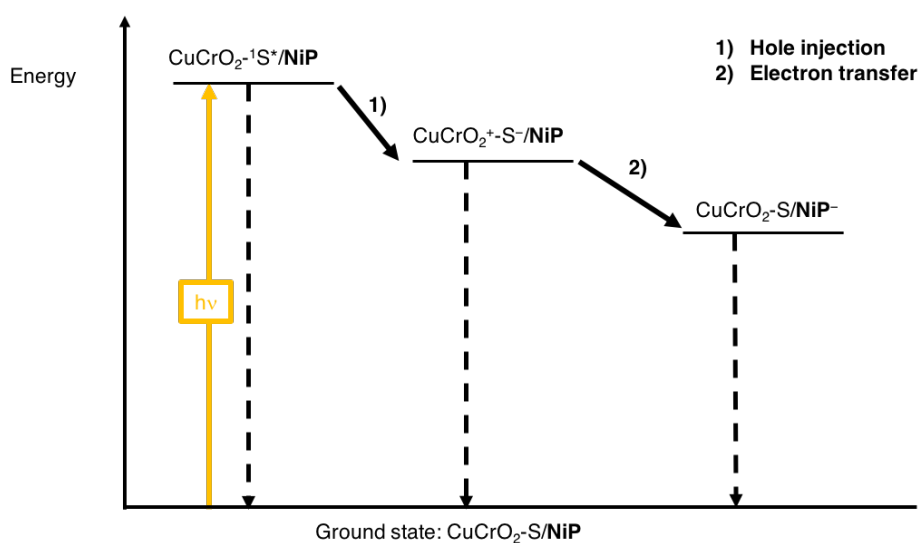 CuCrO₂-¹S*/NiP
1) Hole injection
2) Electron transfer
Energy
1)
CuCrO₂⁺-S⁻/NiP
2)
CuCrO₂-S/NiP⁻
hν
Ground state: CuCrO₂-S/NiP